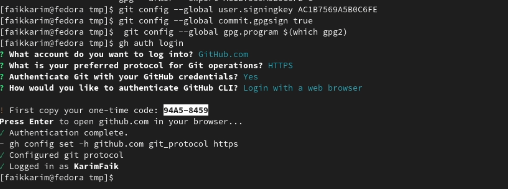 [faikkarim@fedora tmp]$ git config --global user.signingkey AC1B7569A5B0C6FE
[faikkarim@fedora tmp]$ git config --global commit.gpgsign true
[faikkarim@fedora tmp]$  git config --global gpg.program $(which gpg2)
[faikkarim@fedora tmp]$ gh auth login
? What account do you want to log into? GitHub.com
? What is your preferred protocol for Git operations? HTTPS
? Authenticate Git with your GitHub credentials? Yes
? How would you like to authenticate GitHub CLI? Login with a web browser
! First copy your one-time code: 94A5-8459
Press Enter to open github.com in your browser...
✓ Authentication complete.
- gh config set -h github.com git_protocol https
✓ Configured git protocol
✓ Logged in as KarimFaik
[faikkarim@fedora tmp]$